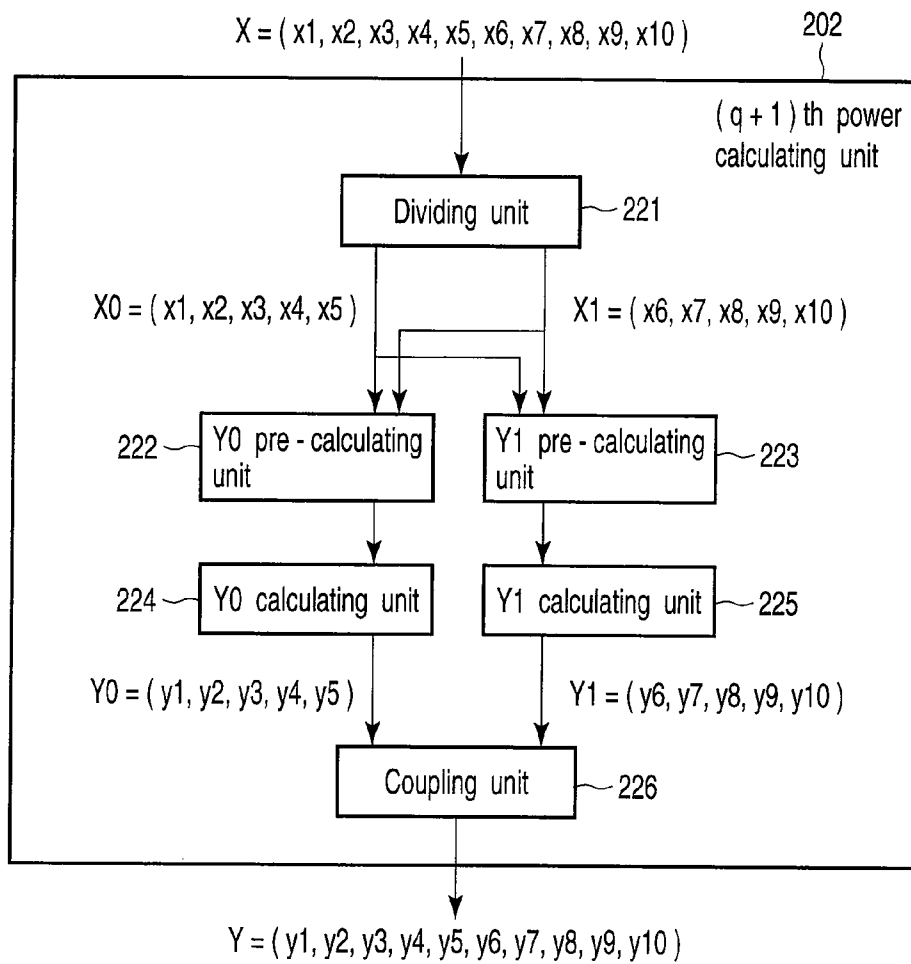 X = ( x1, x2, x3, x4, x5, x6, x7, x8, x9, x10 )
202
( q + 1 ) th power
calculating unit
Dividing unit
221
X0 = ( x1, x2, x3, x4, x5 )
X1 = ( x6, x7, x8, x9, x10 )
222
Y0 pre - calculating
unit
Y1 pre - calculating
unit
223
224
Y0 calculating unit
Y1 calculating unit
225
Y0 = ( y1, y2, y3, y4, y5 )
Y1 = ( y6, y7, y8, y9, y10 )
Coupling unit
226
Y = ( y1, y2, y3, y4, y5, y6, y7, y8, y9, y10 )